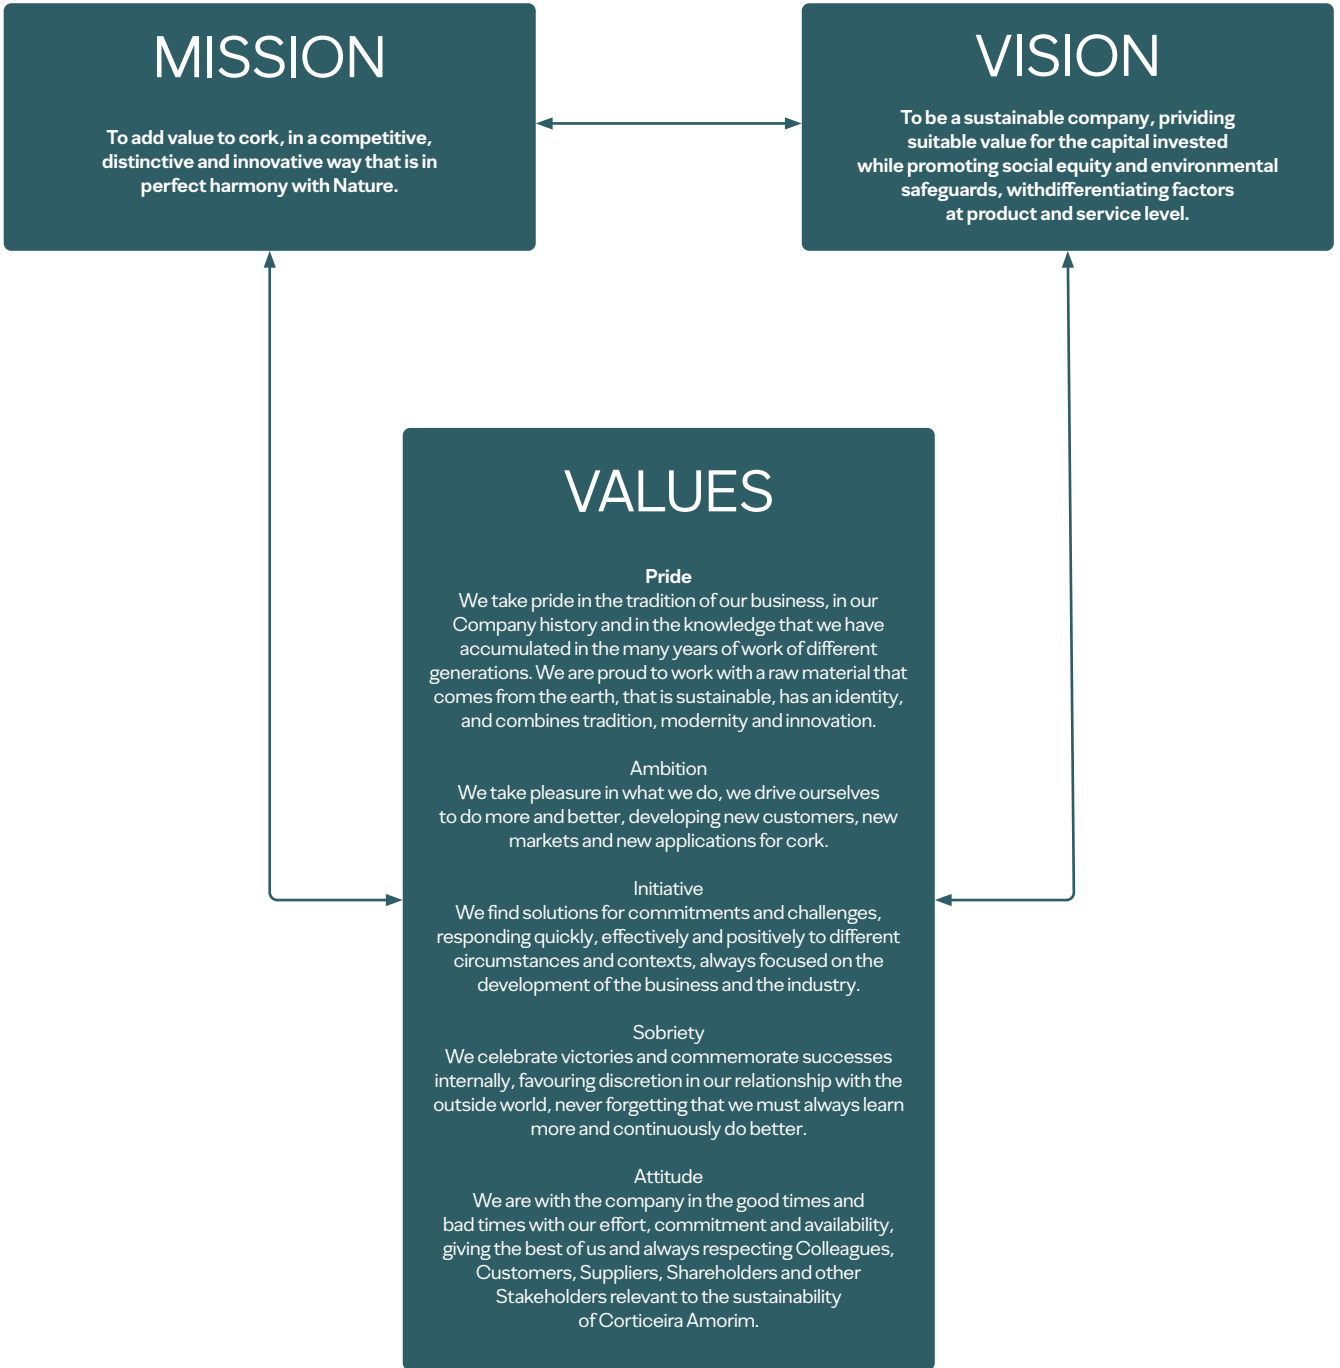 MISSION
To add value to cork, in a competitive,
distinctive and innovative way that is in
perfect harmony with Nature.
VISION
To be a sustainable company, prividing
suitable value for the capital invested
while promoting social equity and environmental
safeguards, withdifferentiating factors
at product and service level.
VALUES
Pride
We take pride in the tradition of our business, in our
Company history and in the knowledge that we have
accumulated in the many years of work of different
generations. We are proud to work with a raw material that
comes from the earth, that is sustainable, has an identity,
and combines tradition, modernity and innovation.
Ambition
We take pleasure in what we do, we drive ourselves
to do more and better, developing new customers, new
markets and new applications for cork.
Initiative
We find solutions for commitments and challenges,
responding quickly, effectively and positively to different
circumstances and contexts, always focused on the
development of the business and the industry.
Sobriety
We celebrate victories and commemorate successes
internally, favouring discretion in our relationship with the
outside world, never forgetting that we must always learn
more and continuously do better.
Attitude
We are with the company in the good times and
bad times with our effort, commitment and availability,
giving the best of us and always respecting Colleagues,
Customers, Suppliers, Shareholders and other
Stakeholders relevant to the sustainability
of Corticeira Amorim.